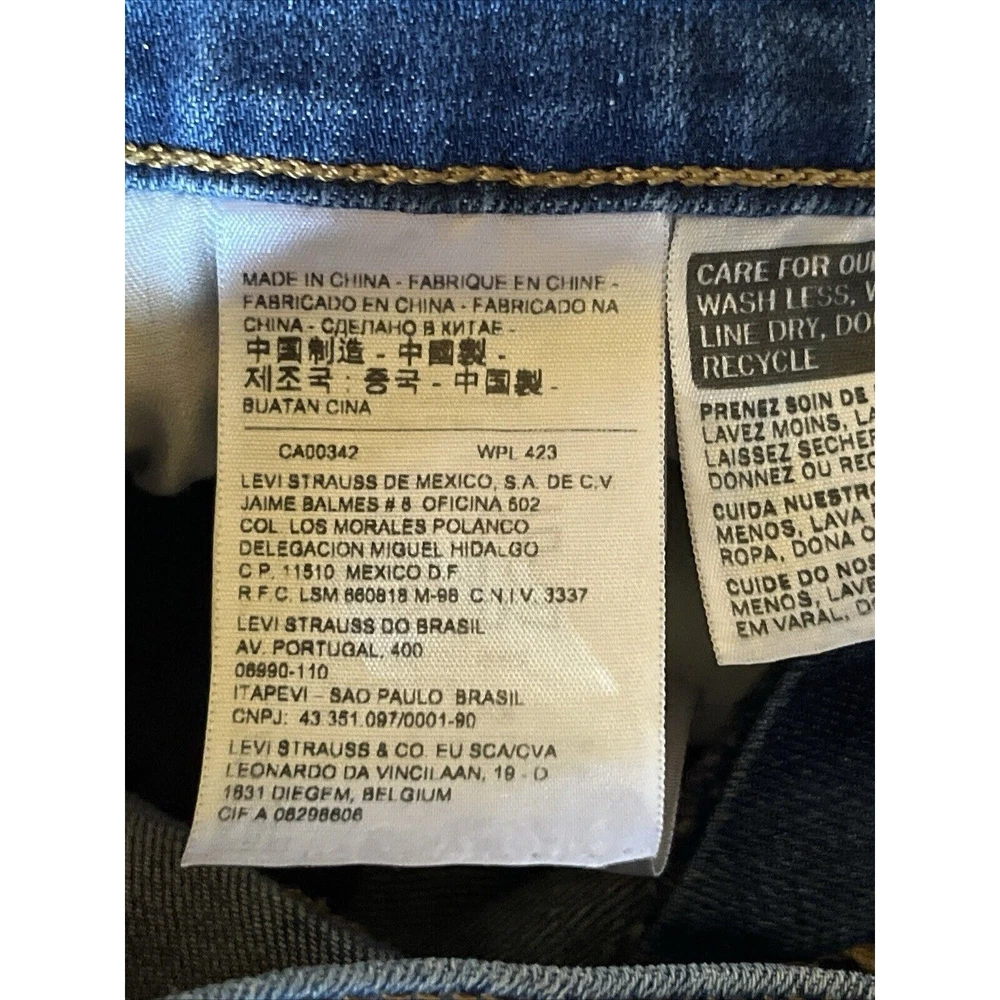 MADE IN CHINA - FABRIQUE EN CHINE -
FABRICADO EN CHINA - FABRICADO NA
CHINA - СДЕЛАНО В КИТАЕ -
中国制造 - 中國製 -
제조국 : 중국 - 中国製 -
BUATAN CINA
CA00342 WPL 423
LEVI STRAUSS DE MEXICO, S.A. DE C.V
JAIME BALMES # 8 OFICINA 602
COL LOS MORALES POLANCO
DELEGACION MIGUEL HIDALGO
C P. 11510 MEXICO D.F
R.F.C. LSM 660818 M-98 C.N.I.V. 3337
LEVI STRAUSS DO BRASIL
AV. PORTUGAL, 400
06990-110
ITAPEVI - SAO PAULO BRASIL
CNPJ: 43.351.097/0001-90
LEVI STRAUSS & CO. EU SCA/CVA
LEONARDO DA VINCILAAN, 19 - D
1831 DIEGEM, BELGIUM
CIF A 08298606
CARE FOR OU
WASH LESS, W
LINE DRY, DO
RECYCLE
PRENEZ SOIN DE
LAVEZ MOINS, LA
LAISSEZ SECHER
DONNEZ OU REC
CUIDA NUESTRO
MENOS, LAVA
ROPA, DONA O
CUIDE DO NOS
MENOS, LAVE
EM VARAL, D